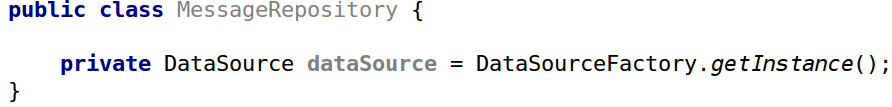 public class MessageRepository {
    private DataSource dataSource = DataSourceFactory.getInstance();
}